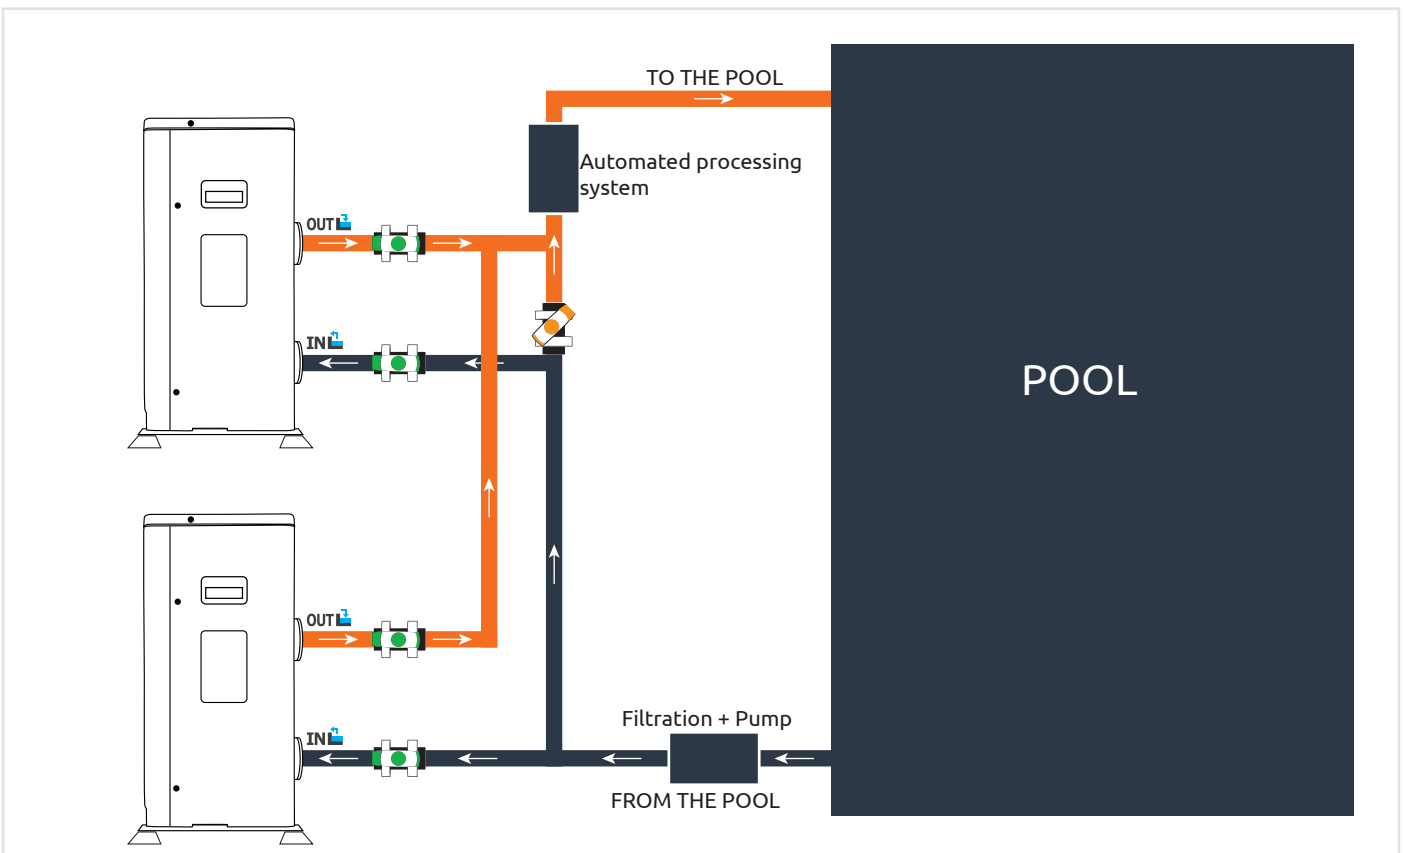 TO THE POOL
Automated processing
system
OUT
IN
POOL
OUT
IN
Filtration + Pump
FROM THE POOL